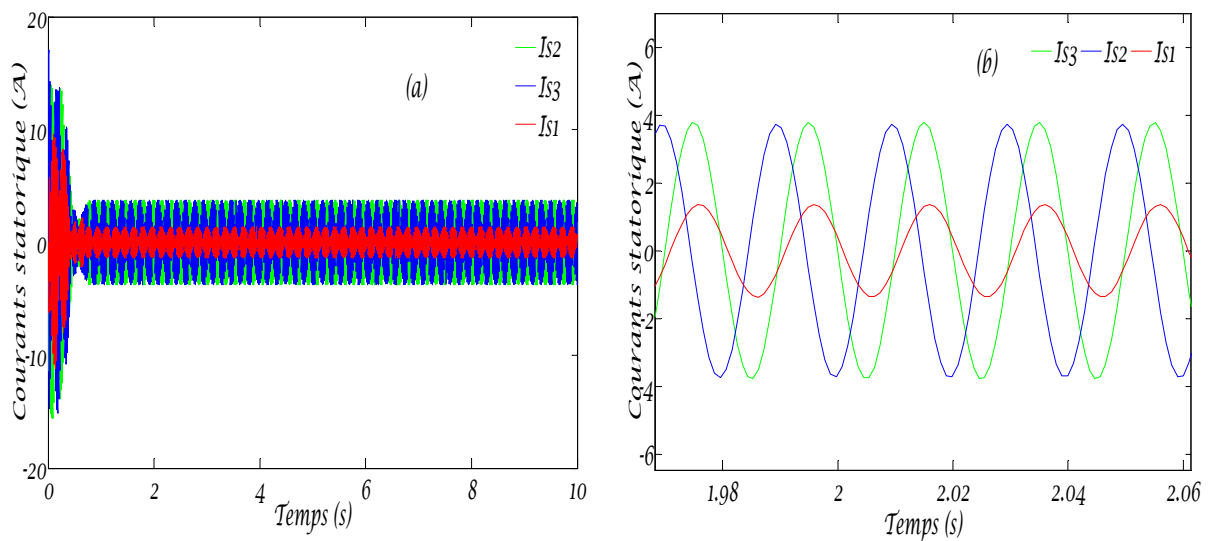 20
10
0
-10
-20
0
2
4
6
8
10
Courants statorique (A)
Temps (s)
(a)
Is2
Is3
Is1
6
4
2
0
-2
-4
-6
1.98
2
2.02
2.04
2.06
Courants statorique (A)
Temps (s)
(b)
Is3 Is2 Is1